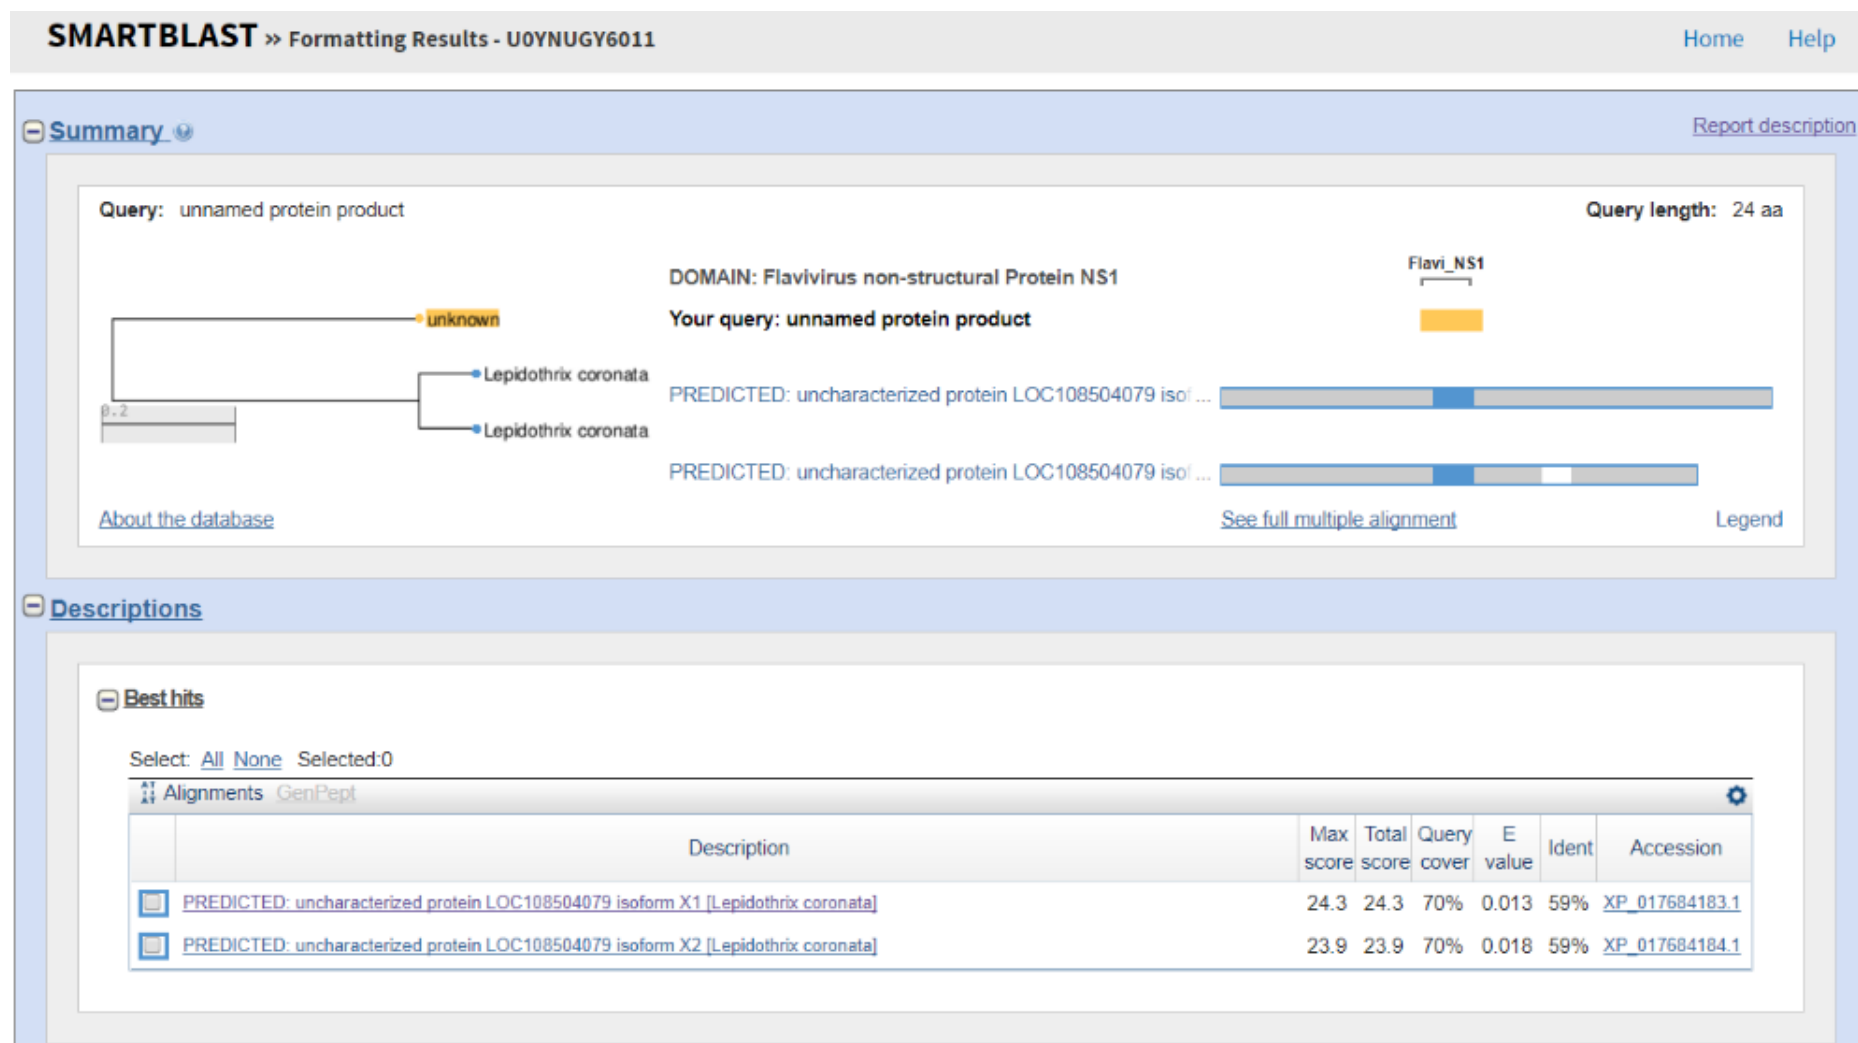 SMARTBLAST » Formatting Results - U0YNUGY6011 Home Help
Summary Report description
Query: unnamed protein product Query length: 24 aa
Flavi_NS1
DOMAIN: Flavivirus non-structural Protein NS1
unknown Your query: unnamed protein product
Lepidothrix coronata
PREDICTED: uncharacterized protein LOC108504079 isof ...
0.2
Lepidothrix coronata
PREDICTED: uncharacterized protein LOC108504079 isof ...
About the database See full multiple alignment Legend
Descriptions
Best hits
Select: All None Selected:0
Alignments GenPept
Description Max score Total score Query cover E value Ident Accession
PREDICTED: uncharacterized protein LOC108504079 isoform X1 [Lepidothrix coronata] 24.3 24.3 70% 0.013 59% XP_017684183.1
PREDICTED: uncharacterized protein LOC108504079 isoform X2 [Lepidothrix coronata] 23.9 23.9 70% 0.018 59% XP_017684184.1